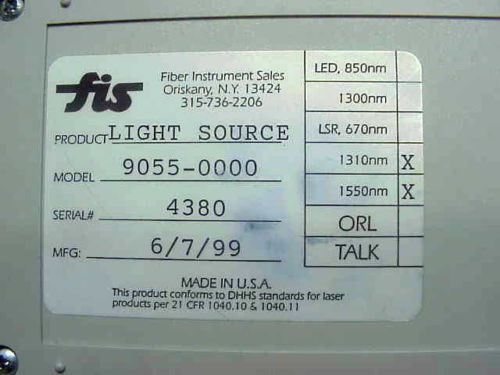 fis
Fiber Instrument Sales
Oriskany, N.Y. 13424
315-736-2206
PRODUCT LIGHT SOURCE
MODEL 9055-0000
SERIAL# 4380
MFG: 6/7/99
LED, 850nm
1300nm
LSR, 670nm
1310nm X
1550nm X
ORL
TALK
MADE IN U.S.A.
This product conforms to DHHS standards for laser
products per 21 CFR 1040.10 & 1040.11